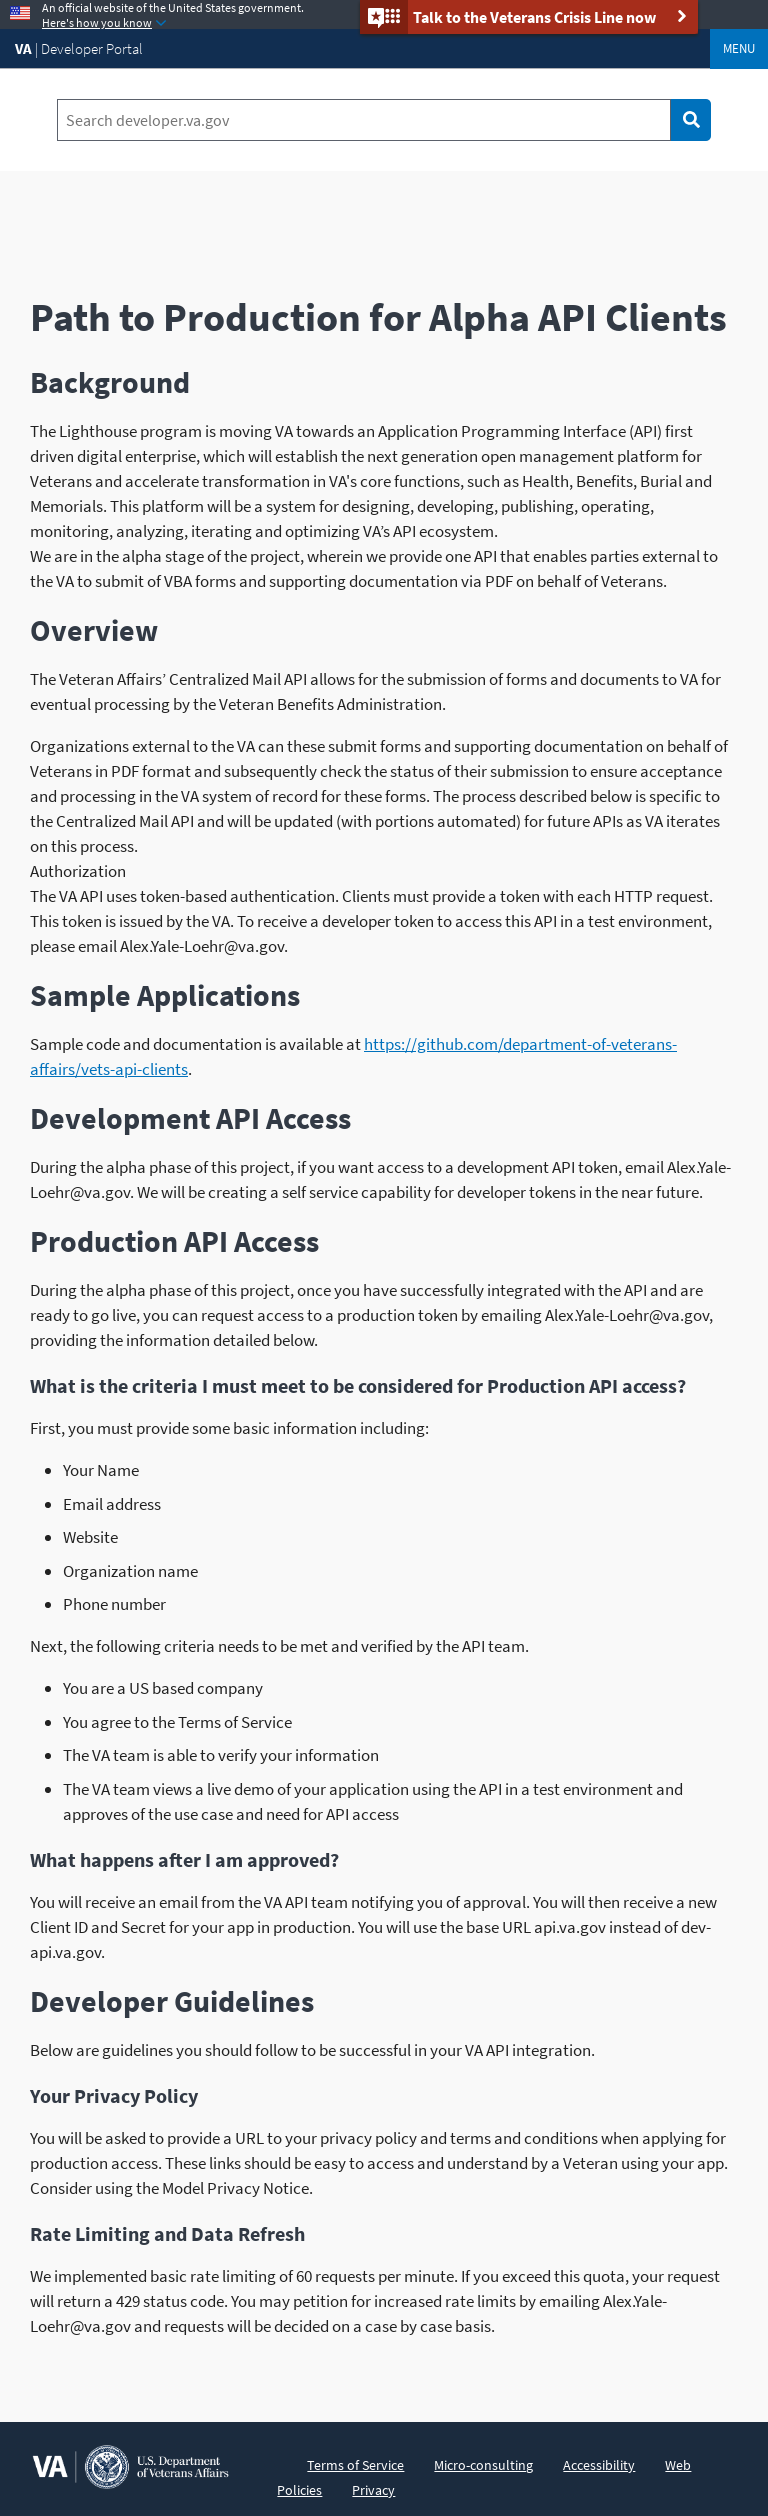 An official website of the United States government.
Here's how you know
Talk to the Veterans Crisis Line now
VA | Developer Portal
MENU
Search developer.va.gov
Path to Production for Alpha API Clients
Background
The Lighthouse program is moving VA towards an Application Programming Interface (API) first
driven digital enterprise, which will establish the next generation open management platform for
Veterans and accelerate transformation in VA's core functions, such as Health, Benefits, Burial and
Memorials. This platform will be a system for designing, developing, publishing, operating,
monitoring, analyzing, iterating and optimizing VA’s API ecosystem.
We are in the alpha stage of the project, wherein we provide one API that enables parties external to
the VA to submit of VBA forms and supporting documentation via PDF on behalf of Veterans.
Overview
The Veteran Affairs’ Centralized Mail API allows for the submission of forms and documents to VA for
eventual processing by the Veteran Benefits Administration.
Organizations external to the VA can these submit forms and supporting documentation on behalf of
Veterans in PDF format and subsequently check the status of their submission to ensure acceptance
and processing in the VA system of record for these forms. The process described below is specific to
the Centralized Mail API and will be updated (with portions automated) for future APIs as VA iterates
on this process.
Authorization
The VA API uses token-based authentication. Clients must provide a token with each HTTP request.
This token is issued by the VA. To receive a developer token to access this API in a test environment,
please email Alex.Yale-Loehr@va.gov.
Sample Applications
Sample code and documentation is available at https://github.com/department-of-veterans-
affairs/vets-api-clients.
Development API Access
During the alpha phase of this project, if you want access to a development API token, email Alex.Yale-
Loehr@va.gov. We will be creating a self service capability for developer tokens in the near future.
Production API Access
During the alpha phase of this project, once you have successfully integrated with the API and are
ready to go live, you can request access to a production token by emailing Alex.Yale-Loehr@va.gov,
providing the information detailed below.
What is the criteria I must meet to be considered for Production API access?
First, you must provide some basic information including:
Your Name
Email address
Website
Organization name
Phone number
Next, the following criteria needs to be met and verified by the API team.
You are a US based company
You agree to the Terms of Service
The VA team is able to verify your information
The VA team views a live demo of your application using the API in a test environment and
approves of the use case and need for API access
What happens after I am approved?
You will receive an email from the VA API team notifying you of approval. You will then receive a new
Client ID and Secret for your app in production. You will use the base URL api.va.gov instead of dev-
api.va.gov.
Developer Guidelines
Below are guidelines you should follow to be successful in your VA API integration.
Your Privacy Policy
You will be asked to provide a URL to your privacy policy and terms and conditions when applying for
production access. These links should be easy to access and understand by a Veteran using your app.
Consider using the Model Privacy Notice.
Rate Limiting and Data Refresh
We implemented basic rate limiting of 60 requests per minute. If you exceed this quota, your request
will return a 429 status code. You may petition for increased rate limits by emailing Alex.Yale-
Loehr@va.gov and requests will be decided on a case by case basis.
VA
U.S. Department
of Veterans Affairs
Terms of Service Micro-consulting Accessibility Web
Policies Privacy